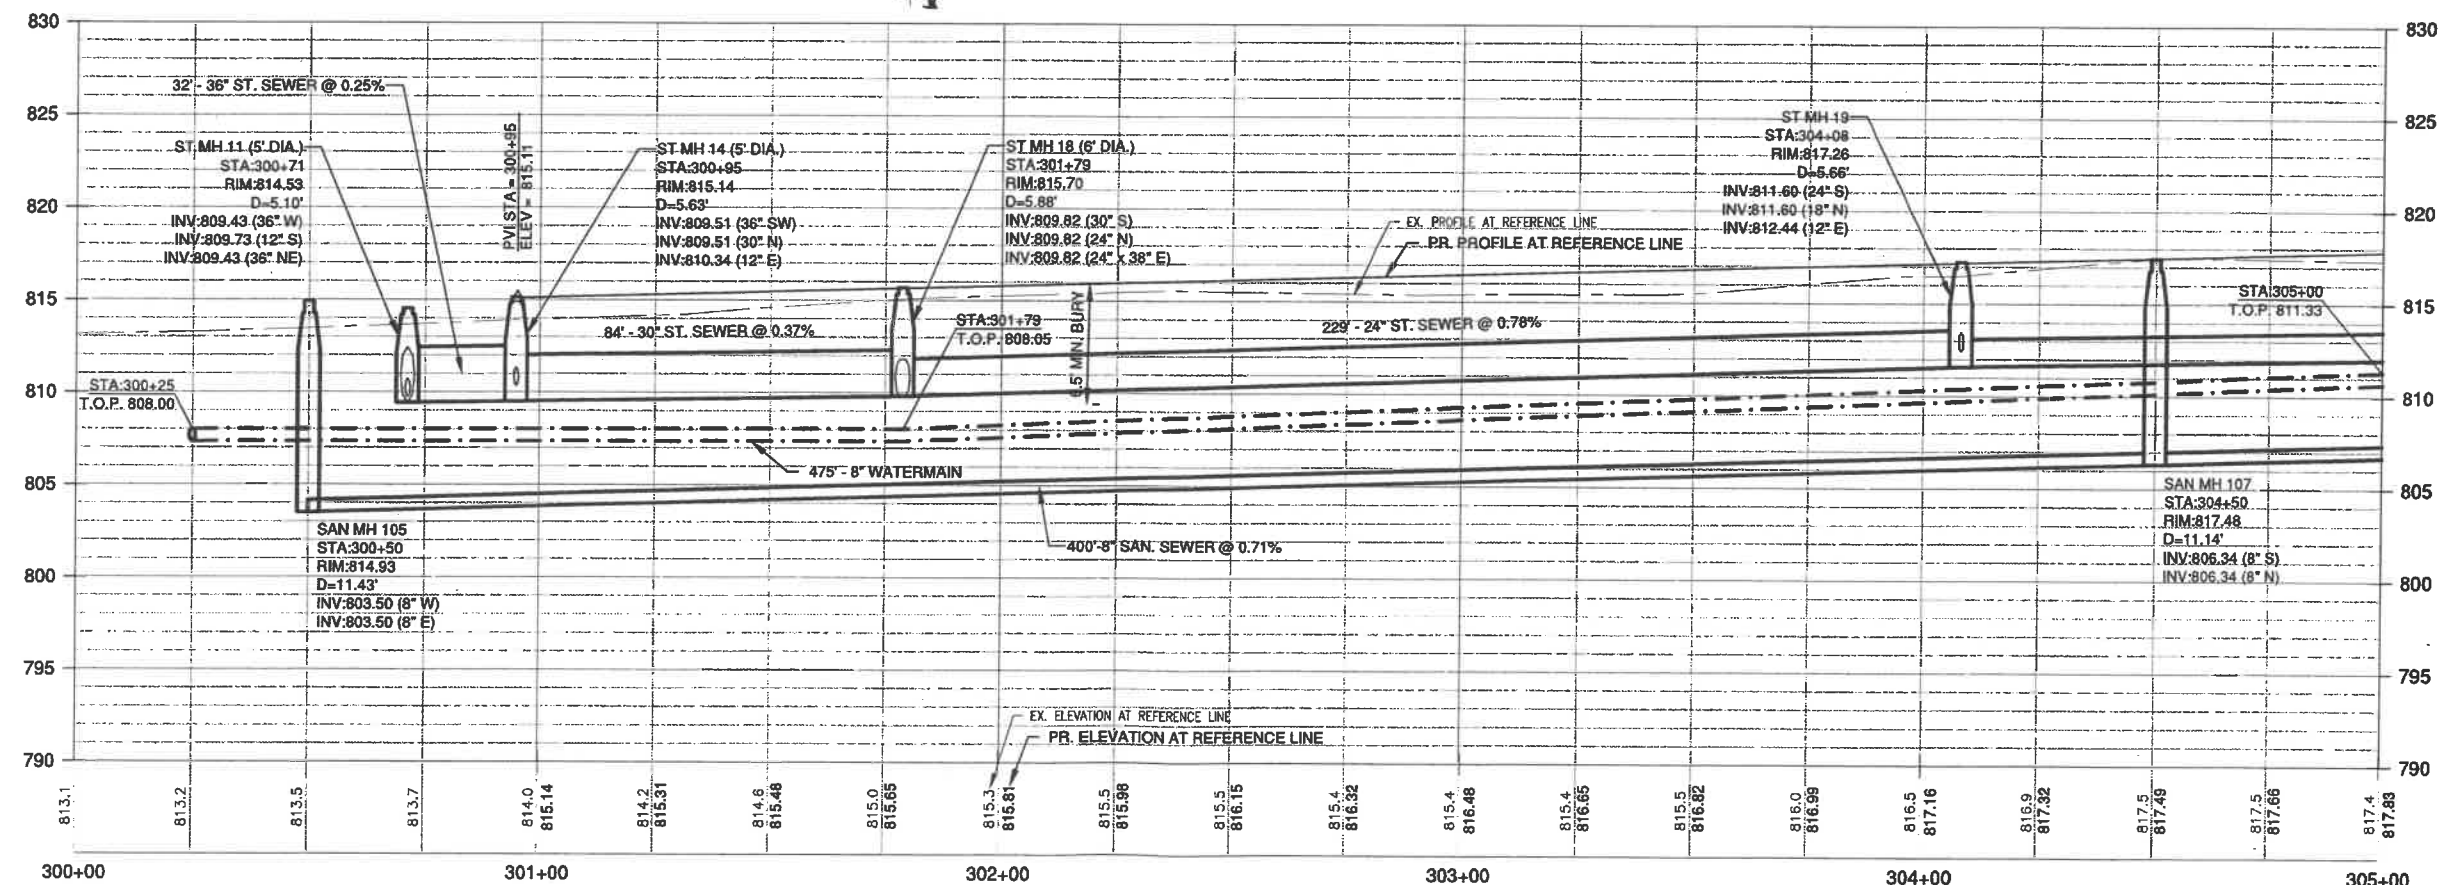 830
825
820
815
810
805
800
795
790
830
825
820
815
810
805
800
795
790
32' - 36" ST. SEWER @ 0.25%
ST MH 11 (5' DIA.)
STA:300+71
RIM:814.53
D=5.10'
INV:809.43 (36" W)
INV:809.73 (12" S)
INV:809.43 (36" NE)
PVI STA = 300+95
ELEV = 815.11
ST MH 14 (5' DIA.)
STA:300+95
RIM:815.14
D=5.63'
INV:809.51 (36" SW)
INV:809.51 (30" N)
INV:810.34 (12" E)
ST MH 18 (6' DIA.)
STA:301+79
RIM:815.70
D=5.88'
INV:809.82 (30" S)
INV:809.82 (24" N)
INV:809.82 (24" x 38" E)
EX. PROFILE AT REFERENCE LINE
PR. PROFILE AT REFERENCE LINE
ST MH 19
STA:304+08
RIM:817.26
D=5.66'
INV:811.60 (24" S)
INV:811.60 (18" N)
INV:812.44 (12" E)
STA:305+00
T.O.P. 811.33
84' - 30" ST. SEWER @ 0.37%
STA:301+79
T.O.P. 808.05
6.5' MIN. BURY
229' - 24" ST. SEWER @ 0.78%
STA:300+25
T.O.P. 808.00
475' - 8" WATERMAIN
SAN MH 105
STA:300+50
RIM:814.93
D=11.43'
INV:803.50 (8" W)
INV:803.50 (8" E)
400'-8" SAN. SEWER @ 0.71%
SAN MH 107
STA:304+50
RIM:817.48
D=11.14'
INV:806.34 (8" S)
INV:806.34 (8" N)
EX. ELEVATION AT REFERENCE LINE
PR. ELEVATION AT REFERENCE LINE
813.1
813.2
813.5
813.7
814.0
815.14
814.2
815.31
814.6
815.48
815.0
815.65
815.3
815.81
815.5
815.98
815.5
816.15
815.4
816.32
815.4
816.48
815.4
816.65
815.5
816.82
816.0
816.99
816.5
817.16
816.9
817.32
817.5
817.49
817.5
817.66
817.4
817.83
300+00
301+00
302+00
303+00
304+00
305+00